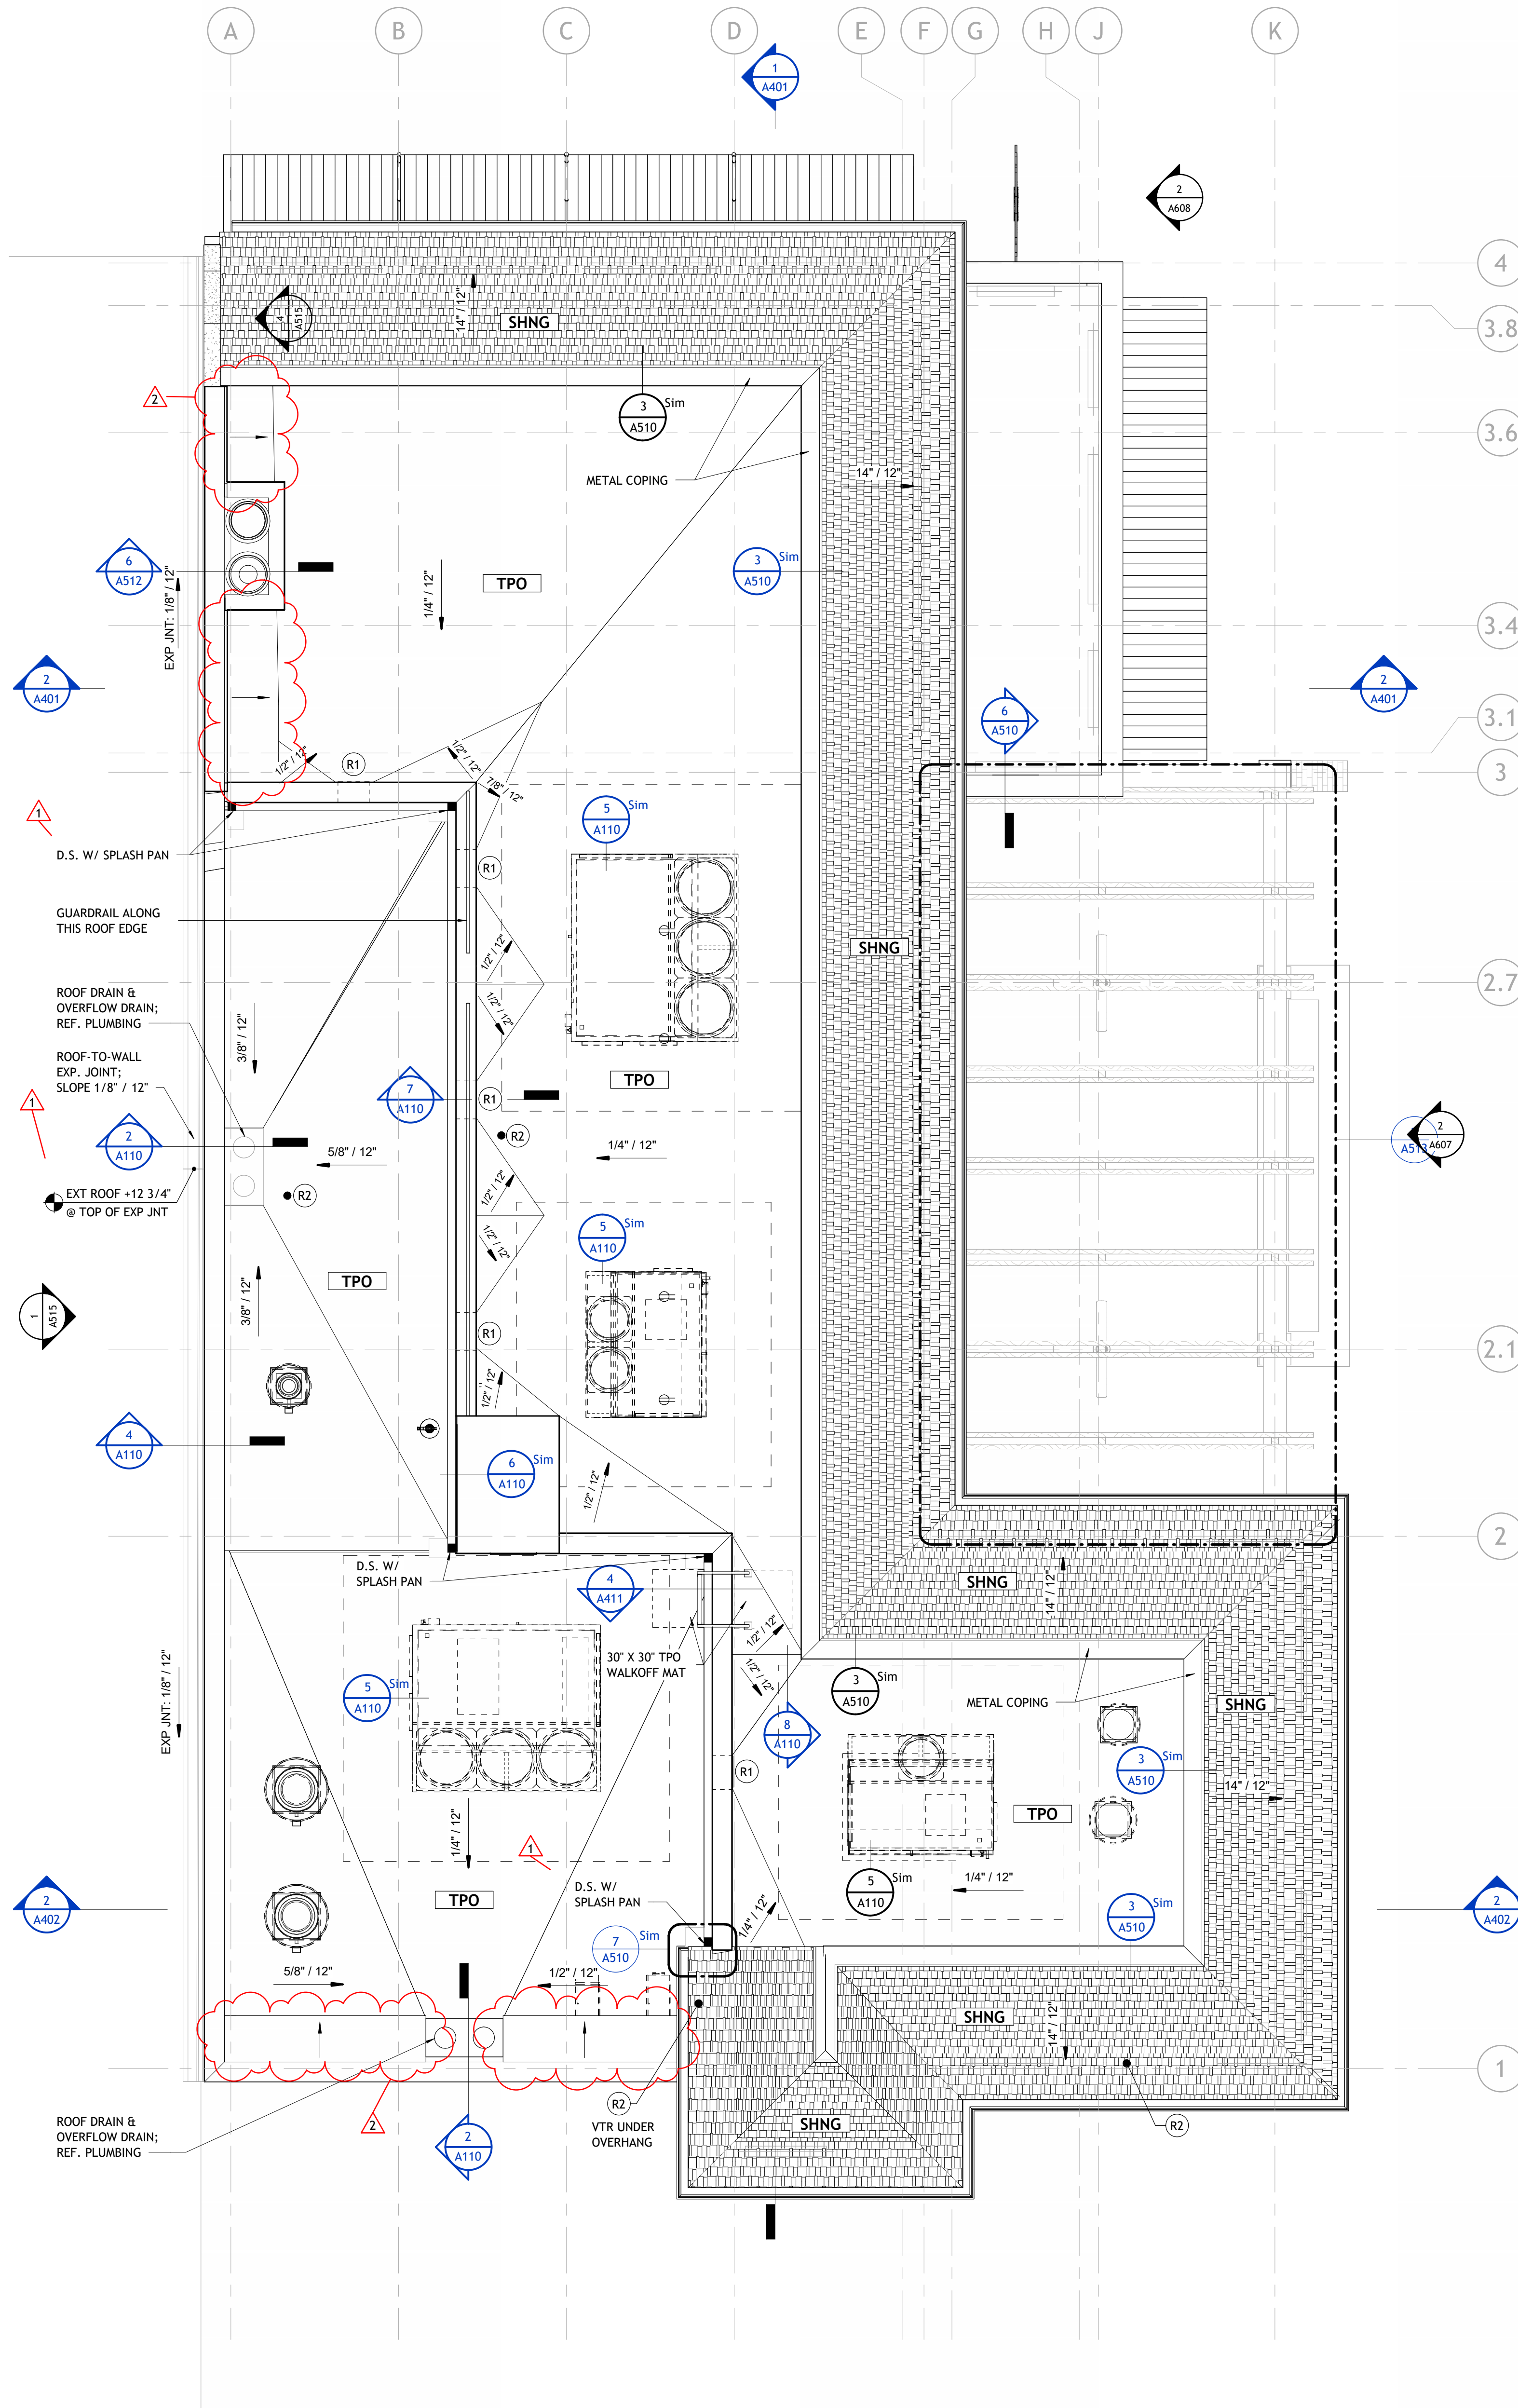 A
B
C
D
E
F
G
H
J
K
1
A401
2
A608
4
4
A515
14" / 12"
SHNG
3.8
2
3
Sim
A510
3.6
METAL COPING
14" / 12"
6
A512
EXP JNT: 1/8" / 12"
TPO
1/4" / 12"
3
Sim
A510
3.4
2
A401
2
A401
6
A510
3.1
1/2" / 12"
R1
1/2" / 12"
7/8" / 12"
3
1
D.S. W/ SPLASH PAN
5
Sim
A110
R1
GUARDRAIL ALONG
THIS ROOF EDGE
SHNG
1/2" / 12"
2.7
ROOF DRAIN &
OVERFLOW DRAIN;
REF. PLUMBING
3/8" / 12"
1/2" / 12"
ROOF-TO-WALL
EXP. JOINT;
SLOPE 1/8" / 12"
1
TPO
7
A110
R1
2
A110
5/8" / 12"
R2
1/4" / 12"
A513
2
A607
EXT ROOF +12 3/4"
@ TOP OF EXP JNT
R2
1/2" / 12"
1/2" / 12"
5
Sim
A110
TPO
3/8" / 12"
1
A515
R1
2.1
1/2" / 12"
4
A110
6
Sim
A110
1/2" / 12"
2
D.S. W/
SPLASH PAN
4
A411
SHNG
14" / 12"
1/2" / 12"
30" X 30" TPO
WALKOFF MAT
1/2" / 12"
5
Sim
A110
3
Sim
A510
METAL COPING
SHNG
EXP JNT: 1/8" / 12"
8
A110
R1
3
Sim
A510
14" / 12"
TPO
1/4" / 12"
1
5
Sim
A110
1/4" / 12"
TPO
D.S. W/
SPLASH PAN
2
A402
3
Sim
A510
2
A402
1/4" / 12"
7
Sim
A510
5/8" / 12"
1/2" / 12"
SHNG
14" / 12"
1
R2
VTR UNDER
OVERHANG
SHNG
R2
ROOF DRAIN &
OVERFLOW DRAIN;
REF. PLUMBING
2
2
A110